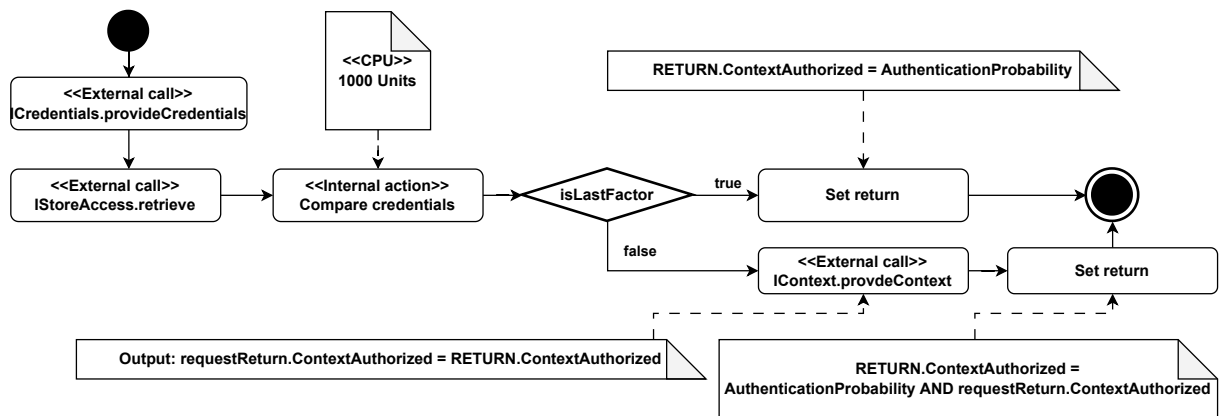 <<CPU>>
1000 Units
RETURN.ContextAuthorized = AuthenticationProbability
<<External call>>
ICredentials.provideCredentials
<<External call>>
IStoreAccess.retrieve
<<Internal action>>
Compare credentials
isLastFactor
true
Set return
false
<<External call>>
IContext.provdeContext
Set return
Output: requestReturn.ContextAuthorized = RETURN.ContextAuthorized
RETURN.ContextAuthorized =
AuthenticationProbability AND requestReturn.ContextAuthorized